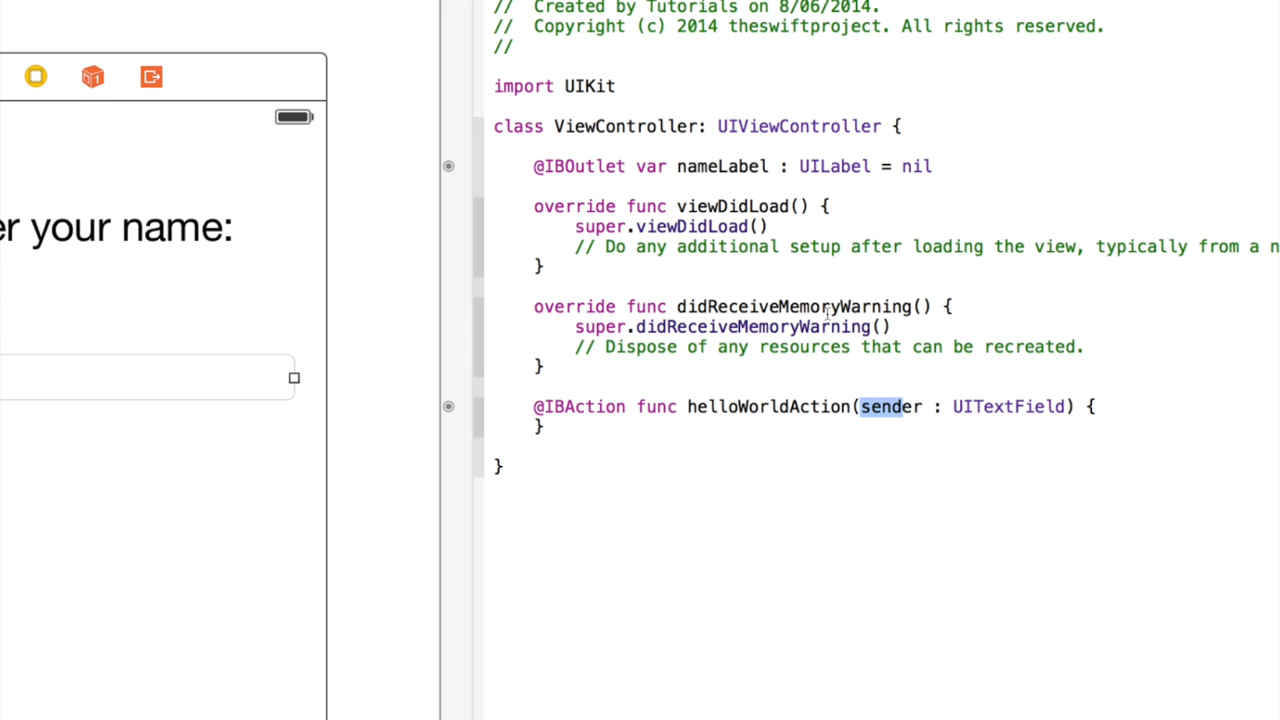 //  Created by Tutorials on 8/06/2014.
//  Copyright (c) 2014 theswiftproject. All rights reserved.
//
import UIKit
class ViewController: UIViewController {
@IBOutlet var nameLabel : UILabel = nil
override func viewDidLoad() {
super.viewDidLoad()
// Do any additional setup after loading the view, typically from a n
}
override func didReceiveMemoryWarning() {
super.didReceiveMemoryWarning()
// Dispose of any resources that can be recreated.
}
@IBAction func helloWorldAction(sender : UITextField) {
}
}
er your name: